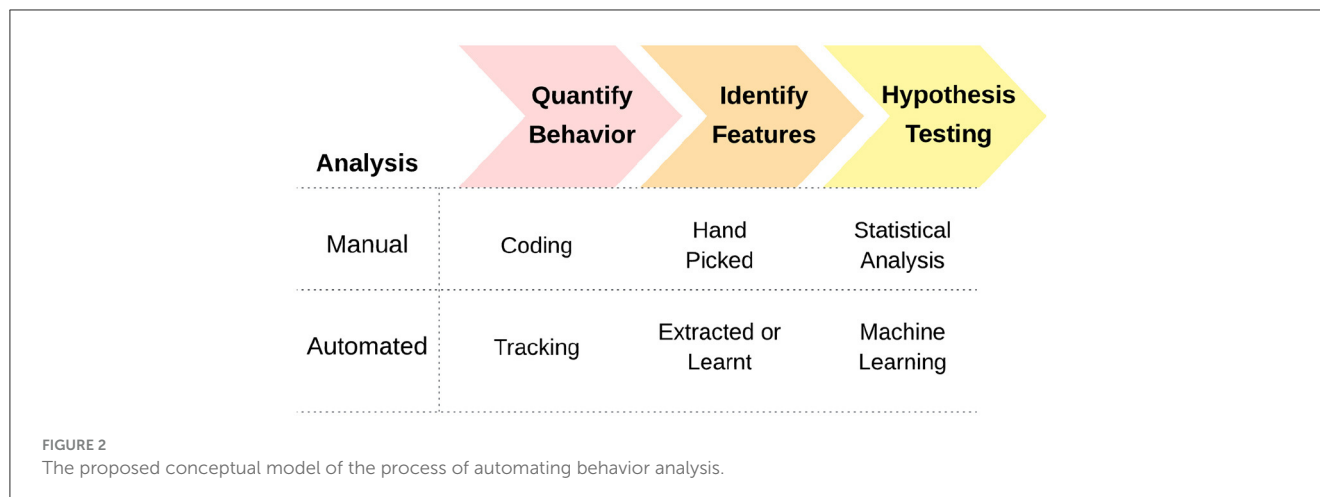 Quantify
Behavior
Identify
Features
Hypothesis
Testing
Analysis
Manual
Coding
Hand
Picked
Statistical
Analysis
Automated
Tracking
Extracted or
Learnt
Machine
Learning
FIGURE 2
The proposed conceptual model of the process of automating behavior analysis.